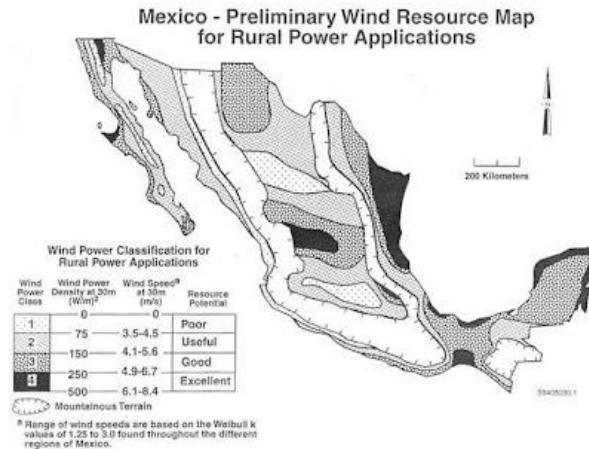 Mexico - Preliminary Wind Resource Map
for Rural Power Applications
200 Kilometers
Wind Power Classification for
Rural Power Applications
Wind Power Class Wind Power Density at 30m (W/m)² Wind Speedª at 30m (m/s) Resource Potential
0 0
1 Poor
75 3.5-4.5
2 Useful
150 4.1-5.6
3 Good
250 4.9-6.7
4 Excellent
500 6.1-8.4
Mountainous Terrain
ª Range of wind speeds are based on the Weibull k
values of 1.25 to 3.0 found throughout the different
regions of Mexico.